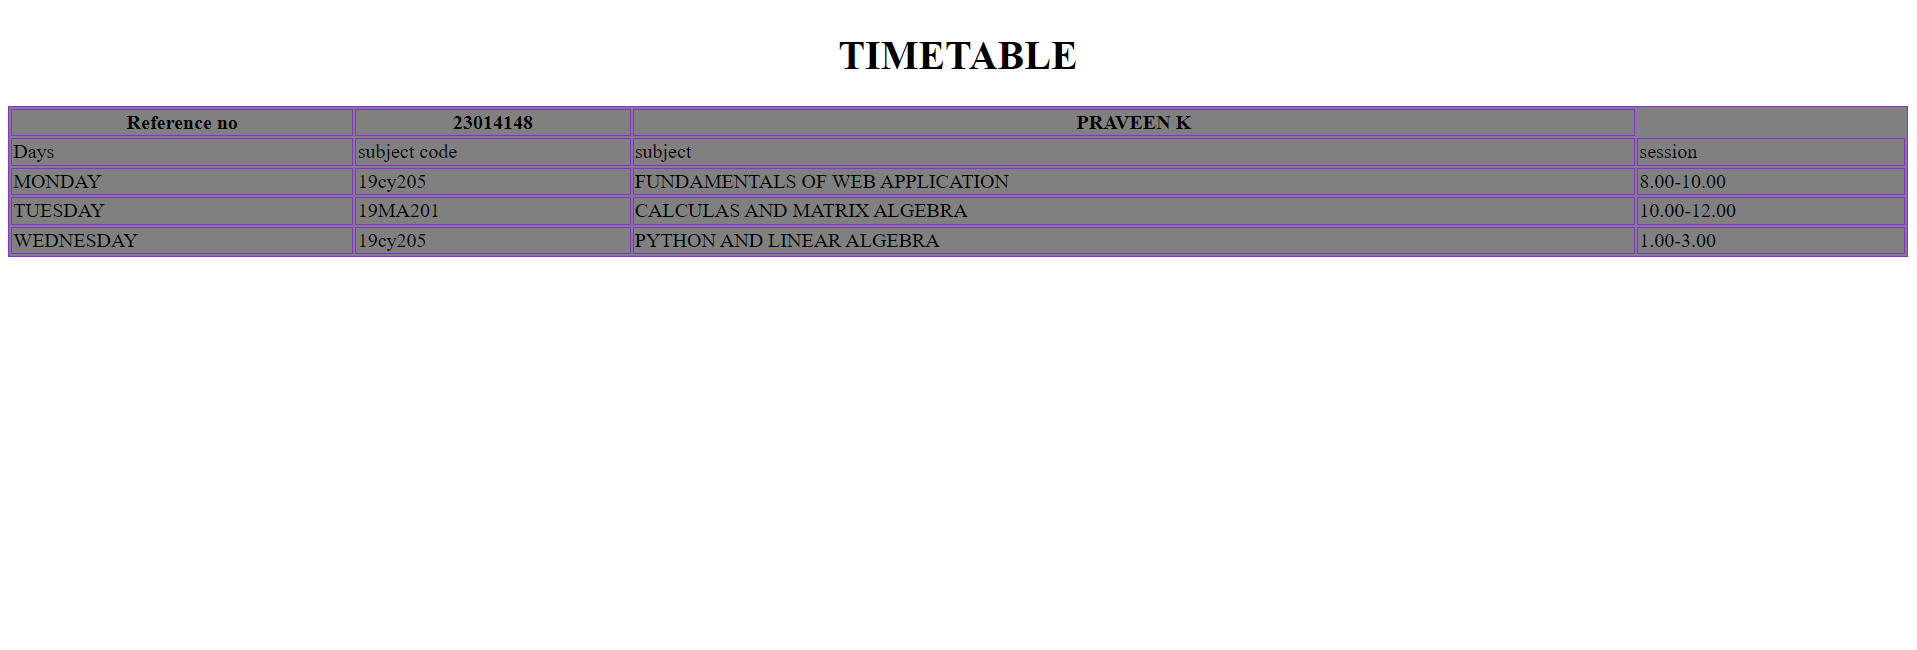 TIMETABLE
Reference no 23014148 PRAVEEN K
Days subject code subject session
MONDAY 19cy205 FUNDAMENTALS OF WEB APPLICATION 8.00-10.00
TUESDAY 19MA201 CALCULAS AND MATRIX ALGEBRA 10.00-12.00
WEDNESDAY 19cy205 PYTHON AND LINEAR ALGEBRA 1.00-3.00